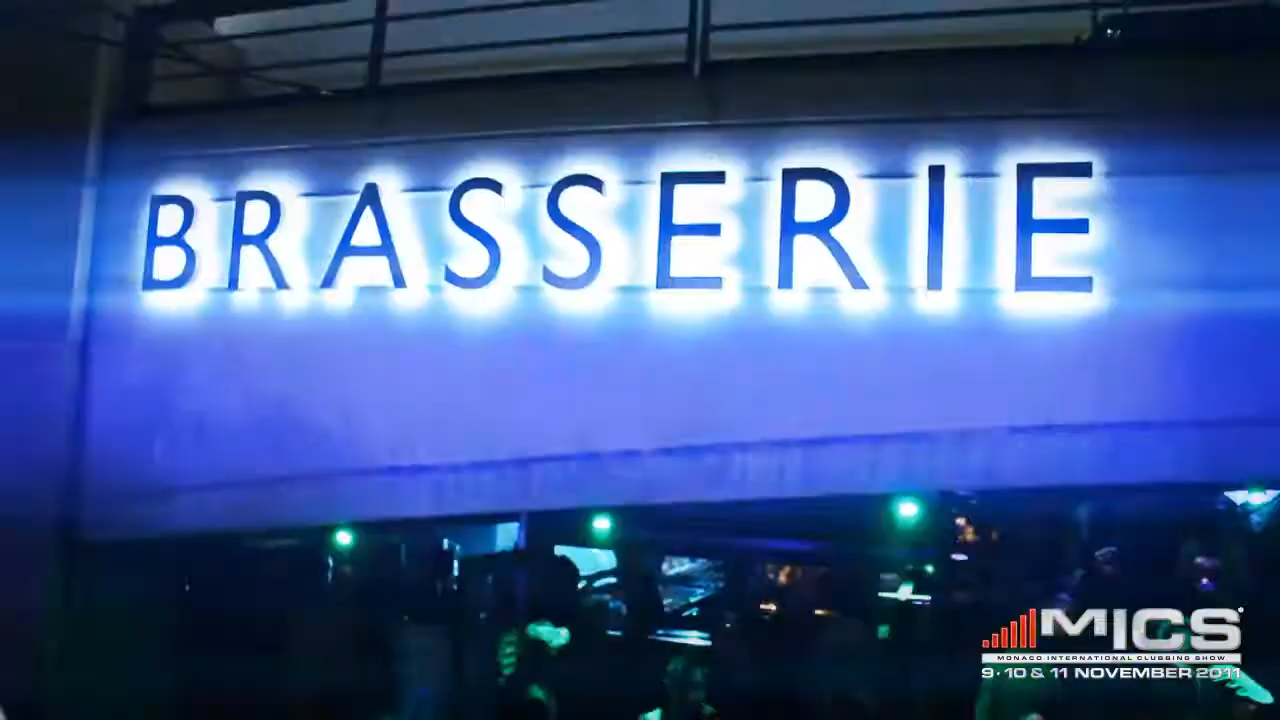 BRASSERIE
MICS
MONACO INTERNATIONAL CLUBBING SHOW
9·10 & 11 NOVEMBER 2011